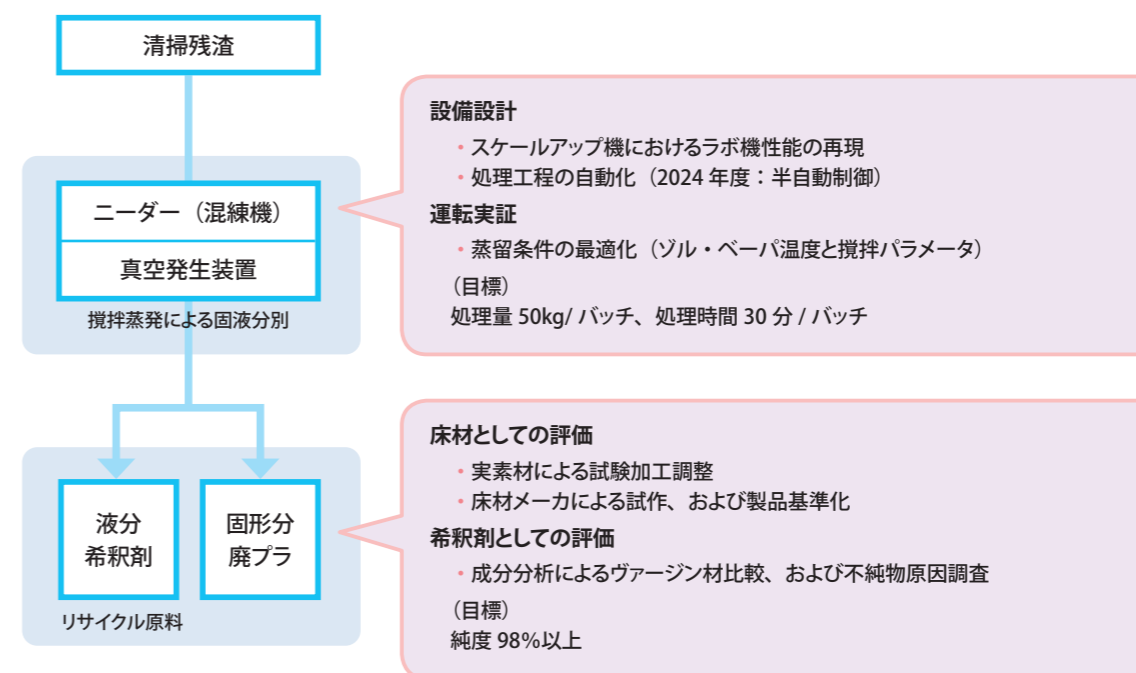 清掃残渣
ニーダー（混練機）
真空発生装置
撹拌蒸発による固液分別
設備設計
・スケールアップ機におけるラボ機性能の再現
・処理工程の自動化（2024 年度：半自動制御）
運転実証
・蒸留条件の最適化（ゾル・ベーパ温度と撹拌パラメータ）
（目標）
処理量 50kg/ バッチ、処理時間 30 分 / バッチ
液分
希釈剤
固形分
廃プラ
リサイクル原料
床材としての評価
・実素材による試験加工調整
・床材メーカによる試作、および製品基準化
希釈剤としての評価
・成分分析によるヴァージン材比較、および不純物原因調査
（目標）
純度 98%以上